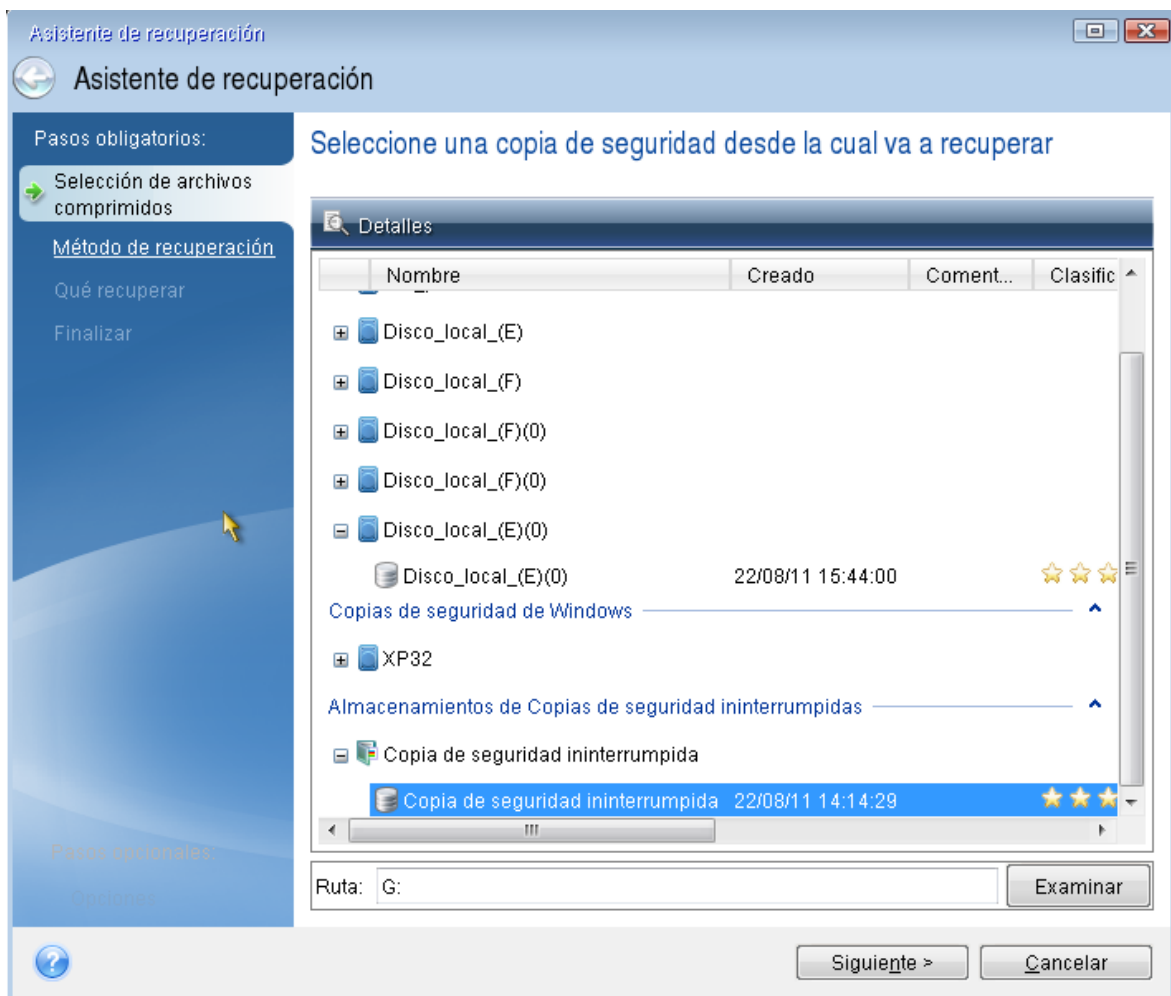 Asistente de recuperación
Asistente de recuperación
Pasos obligatorios:
Selección de archivos
comprimidos
Método de recuperación
Qué recuperar
Finalizar
Pasos opcionales:
Opciones
Seleccione una copia de seguridad desde la cual va a recuperar
Detalles
Nombre Creado Coment... Clasific
Disco_local_(E)
Disco_local_(F)
Disco_local_(F)(0)
Disco_local_(F)(0)
Disco_local_(E)(0)
Disco_local_(E)(0) 22/08/11 15:44:00
Copias de seguridad de Windows
XP32
Almacenamientos de Copias de seguridad ininterrumpidas
Copia de seguridad ininterrumpida
Copia de seguridad ininterrumpida 22/08/11 14:14:29
Ruta: G: Examinar
Siguiente > Cancelar